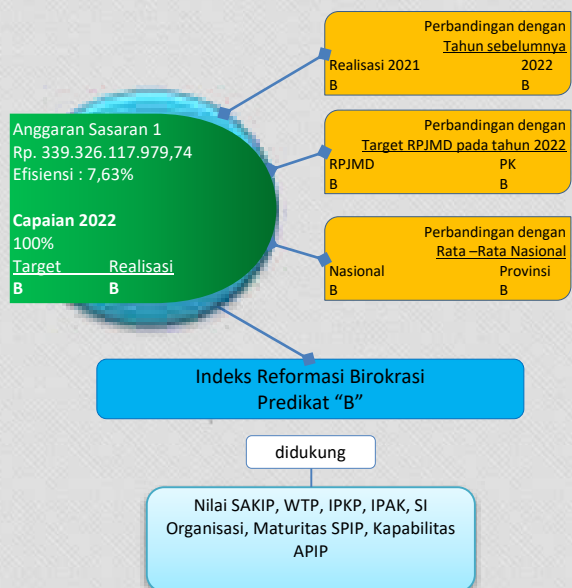 Perbandingan dengan
Tahun sebelumnya
Realisasi 2021 2022
B B
Anggaran Sasaran 1
Rp. 339.326.117.979,74
Efisiensi : 7,63%
Capaian 2022
100%
Target Realisasi
B B
Perbandingan dengan
Target RPJMD pada tahun 2022
RPJMD PK
B B
Perbandingan dengan
Rata –Rata Nasional
Nasional Provinsi
B B
Indeks Reformasi Birokrasi
Predikat “B”
didukung
Nilai SAKIP, WTP, IPKP, IPAK, SI
Organisasi, Maturitas SPIP, Kapabilitas
APIP